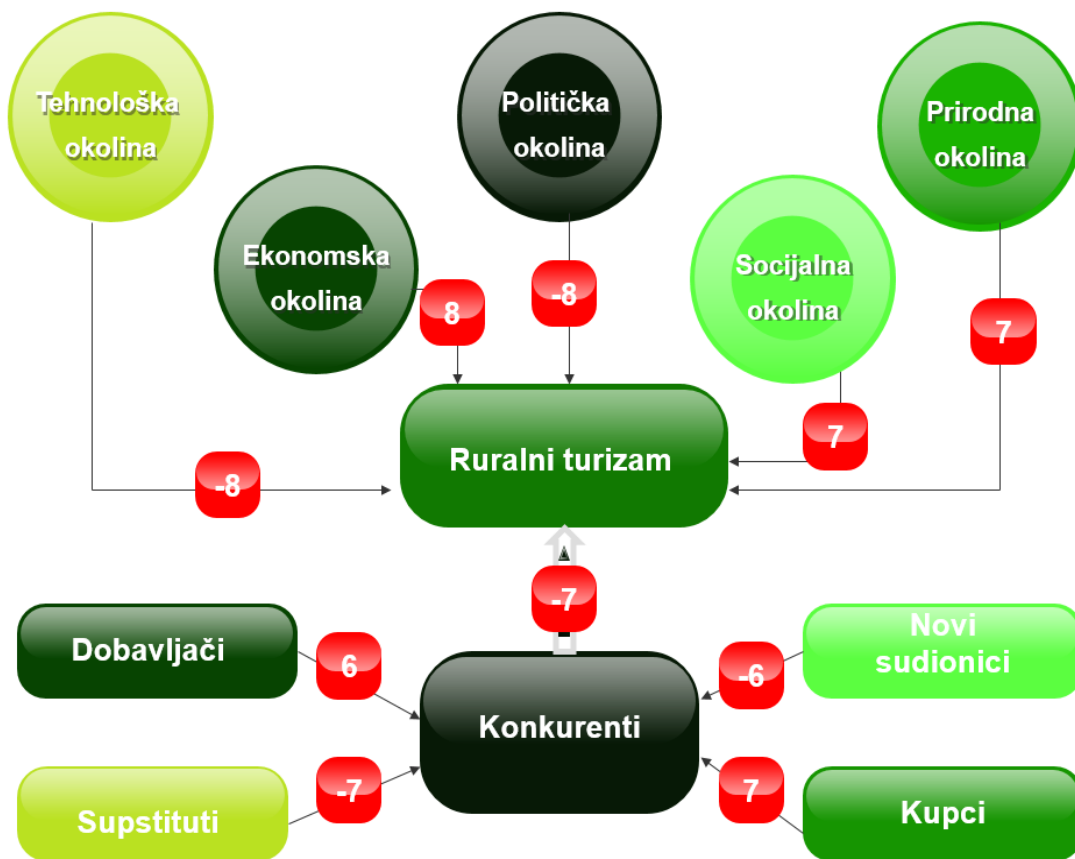 Tehnološka
okolina
Politička
okolina
Prirodna
okolina
Ekonomska
okolina
Socijalna
okolina
8
-8
7
7
-8
Ruralni turizam
-7
Dobavljači
6
Novi
sudionici
-6
Konkurenti
Supstituti
-7
7
Kupci